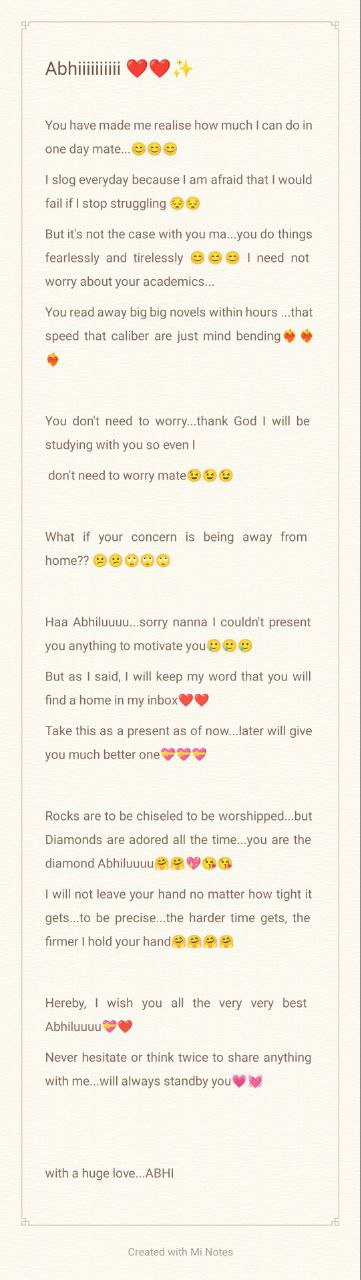 Abhiiiiiiiiii ❤️❤️✨
You have made me realise how much I can do in
one day mate...😊😊😊
I slog everyday because I am afraid that I would
fail if I stop struggling 😔😔
But it's not the case with you ma...you do things
fearlessly and tirelessly 😊😊😊 I need not
worry about your academics...
You read away big big novels within hours ...that
speed that caliber are just mind bending❤️‍🔥❤️‍🔥
❤️‍🔥
You don't need to worry...thank God I will be
studying with you so even I
don't need to worry mate😉😉😉
What if your concern is being away from
home?? 😕😕🙄🙄🙄
Haa Abhiluuuu...sorry nanna I couldn't present
you anything to motivate you🥲🥲🥲
But as I said, I will keep my word that you will
find a home in my inbox❤️❤️
Take this as a present as of now...later will give
you much better one💝💝💝
Rocks are to be chiseled to be worshipped...but
Diamonds are adored all the time...you are the
diamond Abhiluuuu🤗🤗💖😘😘
I will not leave your hand no matter how tight it
gets...to be precise...the harder time gets, the
firmer I hold your hand🤗🤗🤗🤗
Hereby, I wish you all the very very best
Abhiluuuu💝❤️
Never hesitate or think twice to share anything
with me...will always standby you💗💓
with a huge love...ABHI
Created with Mi Notes